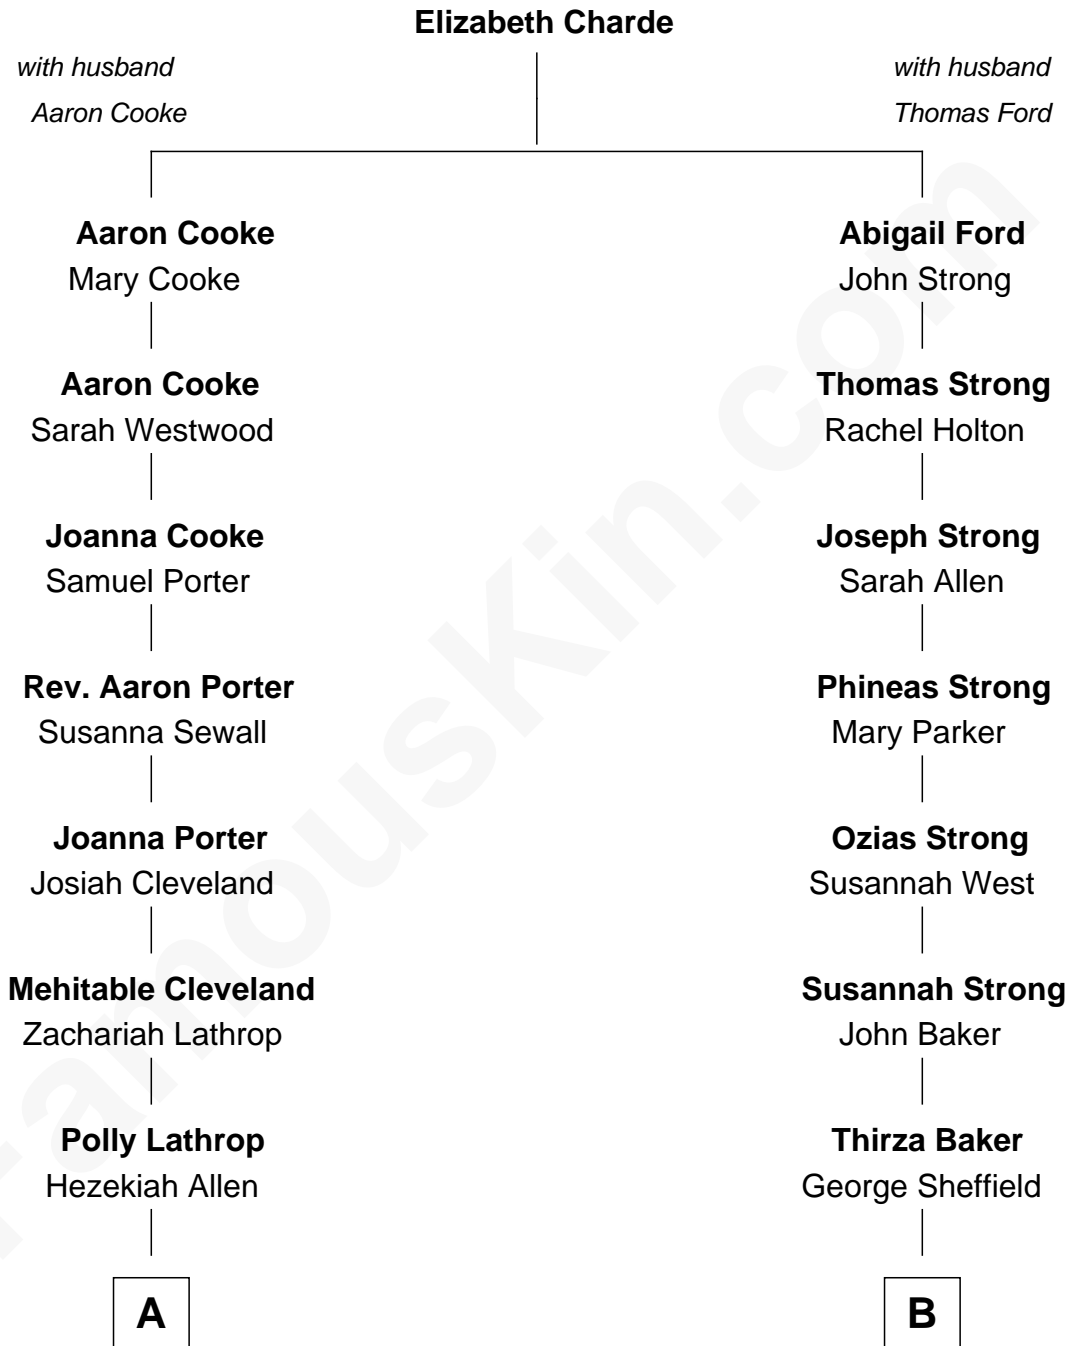 Elizabeth Charde
with husband with husband
Aaron Cooke Thomas Ford
Aaron Cooke Abigail Ford
Mary Cooke John Strong
Aaron Cooke Thomas Strong
Sarah Westwood Rachel Holton
Joanna Cooke Joseph Strong
Samuel Porter Sarah Allen
Rev. Aaron Porter Phineas Strong
Susanna Sewall Mary Parker
Joanna Porter Ozias Strong
Josiah Cleveland Susannah West
Mehitable Cleveland Susannah Strong
Zachariah Lathrop John Baker
Polly Lathrop Thirza Baker
Hezekiah Allen George Sheffield
A B
FamousKin.com